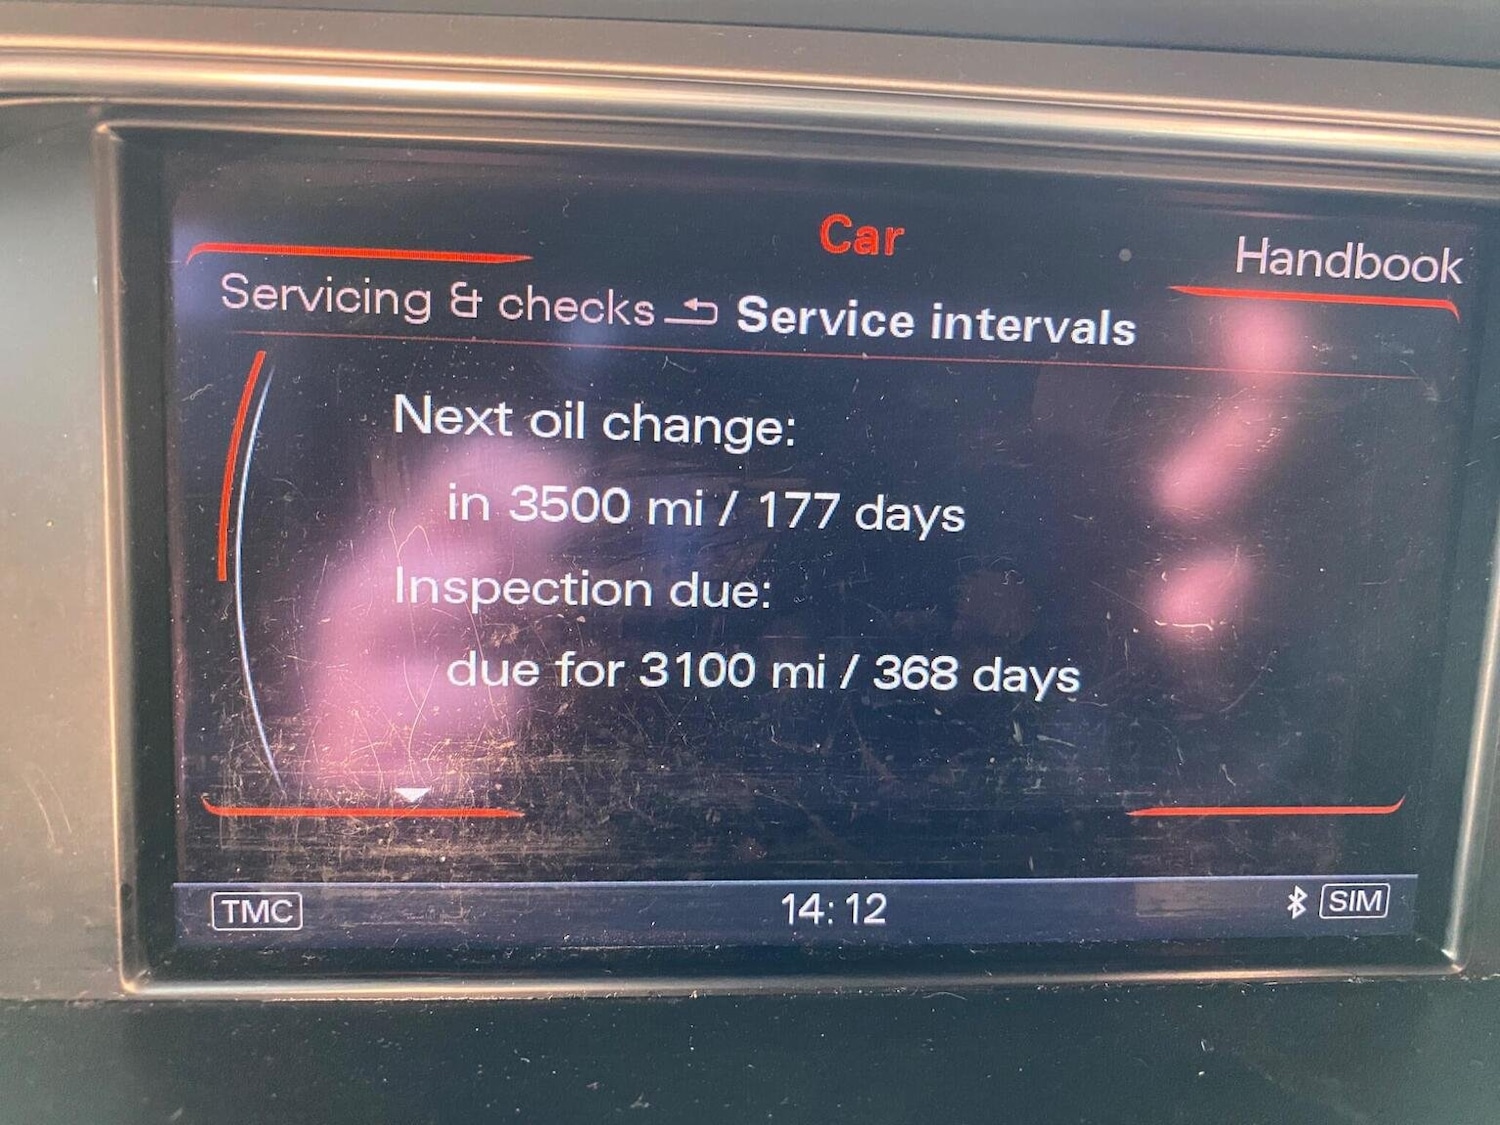 Car
Handbook
Servicing & checks Service intervals
Next oil change:
in 3500 mi / 177 days
Inspection due:
due for 3100 mi / 368 days
TMC 14:12 SIM